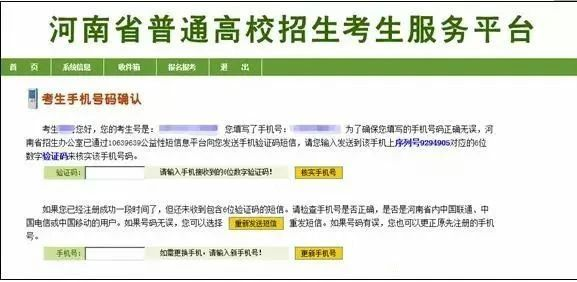 河南省普通高校招生考生服务平台
首 页 系统信息 收件箱 报名报考 退 出
考生手机号码确认
考生 您好，您的考生号是： 您填写了手机号： 为了确保您填写的手机号码正确无误，河
南省招生办公室已通过10639639公益性短信息平台向您发送手机验证码短信，请您输入发送到该手机上序列号9294905对应的6位
数字验证码来核实该手机号码。
验证码： 请输入手机接收到的6位数字验证码！ 核实手机号
如果您已经注册成功一段时间了，但还未收到包含6位验证码的短信。请检查手机号是否正确，是否是河南省内中国联通、中
国电信或中国移动的用户。如果号码无误，您可以选择 重新发送短信 重发短信。如果号码有误，您也可以更正原先注册的手机
号。
手机号： 如需更换手机，请输入新手机号！ 更新手机号